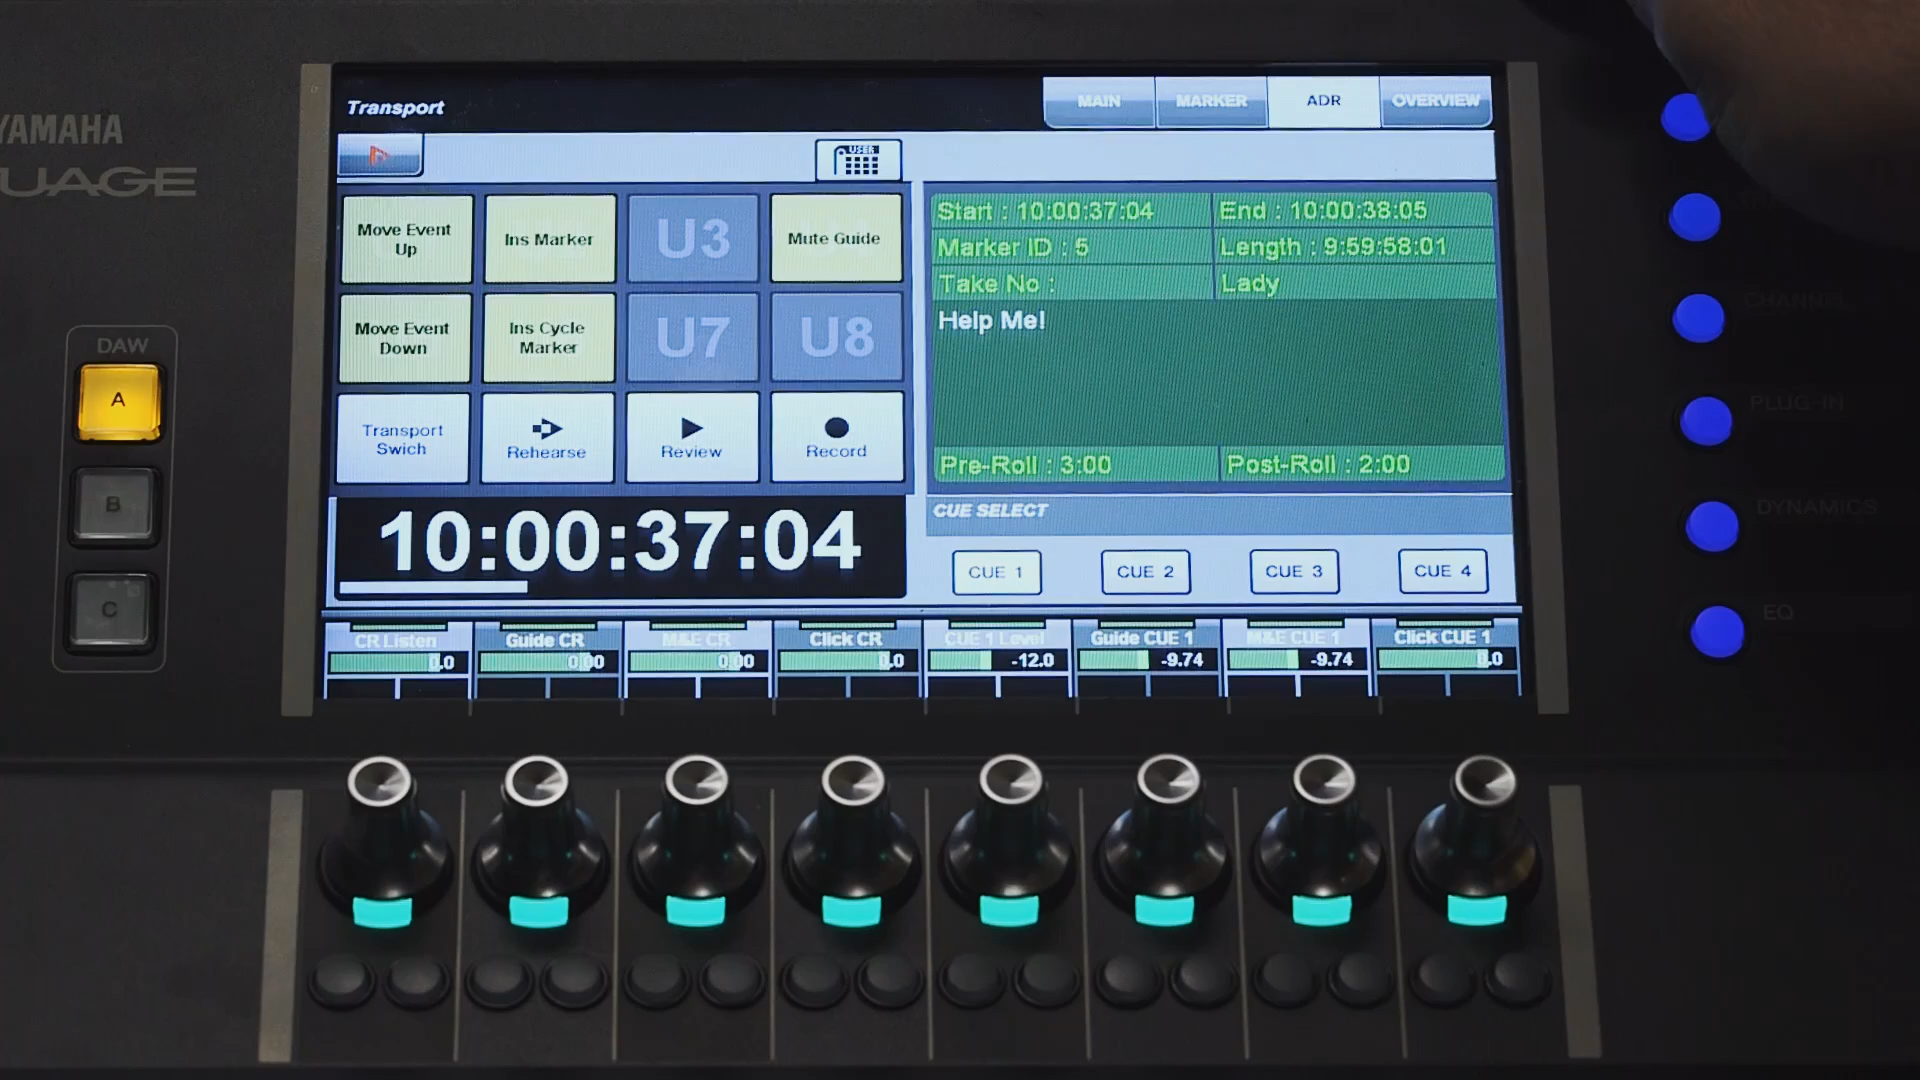 YAMAHA
UAGE
Transport
MAIN
MARKER
ADR
OVERVIEW
USER
Move Event
Up
Ins Marker
U3
Mute Guide
Move Event
Down
Ins Cycle
Marker
U7
U8
Transport
Swich
Rehearse
Review
Record
10:00:37:04
Start : 10:00:37:04
End : 10:00:38:05
Marker ID : 5
Length : 9:59:58:01
Take No :
Lady
Help Me!
Pre-Roll : 3:00
Post-Roll : 2:00
CUE SELECT
CUE 1
CUE 2
CUE 3
CUE 4
CR Listen
Guide CR
M&E CR
Click CR
CUE 1 Level
Guide CUE 1
M&E CUE 1
Click CUE 1
0.0
0.00
0.00
0.0
-12.0
-9.74
-9.74
0.0
DAW
A
B
C
CHANNEL
PLUG-IN
DYNAMICS
EQ